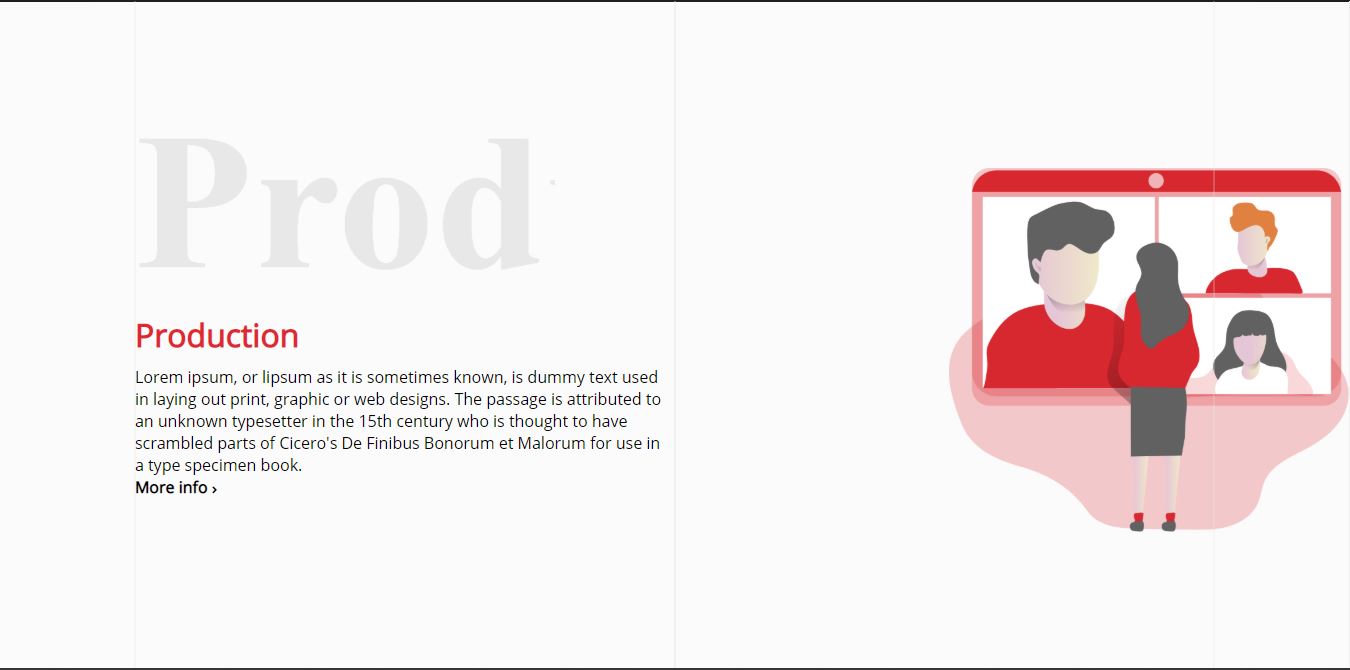 Prod
Production
Lorem ipsum, or lipsum as it is sometimes known, is dummy text used
in laying out print, graphic or web designs. The passage is attributed to
an unknown typesetter in the 15th century who is thought to have
scrambled parts of Cicero's De Finibus Bonorum et Malorum for use in
a type specimen book.
More info ›